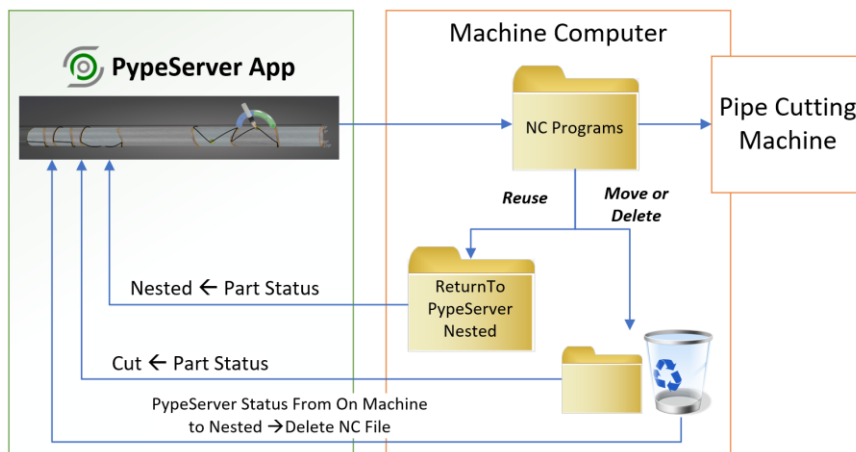 PypeServer App
Machine Computer
NC Programs
Pipe Cutting
Machine
Reuse
Move or
Delete
ReturnTo
PypeServer
Nested
Nested ← Part Status
Cut ← Part Status
PypeServer Status From On Machine
to Nested →Delete NC File